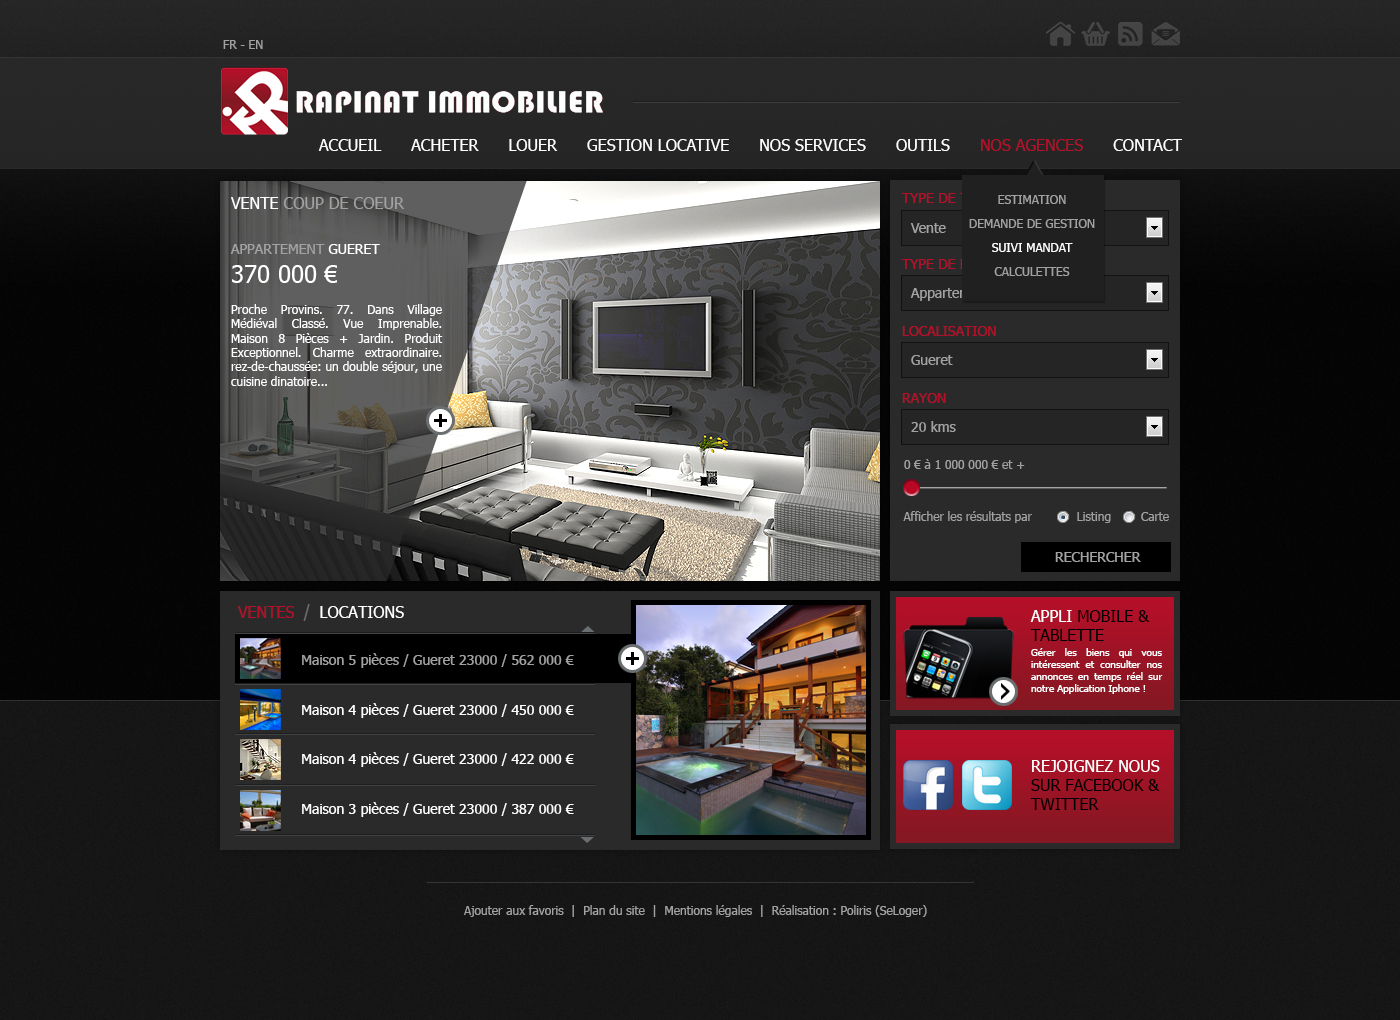 FR - EN
RAPINAT IMMOBILIER
ACCUEIL ACHETER LOUER GESTION LOCATIVE NOS SERVICES OUTILS NOS AGENCES CONTACT
ESTIMATION
DEMANDE DE GESTION
SUIVI MANDAT
CALCULETTES
VENTE COUP DE COEUR
APPARTEMENT GUERET
370 000 €
Proche Provins. 77. Dans Village
Médiéval Classé. Vue Imprenable.
Maison 8 Pièces + Jardin. Produit
Exceptionnel. Charme extraordinaire.
rez-de-chaussée: un double séjour, une
cuisine dinatoire...
TYPE DE
Vente
TYPE DE
Apparte
LOCALISATION
Gueret
RAYON
20 kms
0 € à 1 000 000 € et +
Afficher les résultats par Listing Carte
RECHERCHER
VENTES / LOCATIONS
Maison 5 pièces / Gueret 23000 / 562 000 €
Maison 4 pièces / Gueret 23000 / 450 000 €
Maison 4 pièces / Gueret 23000 / 422 000 €
Maison 3 pièces / Gueret 23000 / 387 000 €
APPLI MOBILE &
TABLETTE
Gérer les biens qui vous
intéressent et consulter nos
annonces en temps réel sur
notre Application Iphone !
REJOIGNEZ NOUS
SUR FACEBOOK &
TWITTER
Ajouter aux favoris | Plan du site | Mentions légales | Réalisation : Poliris (SeLoger)